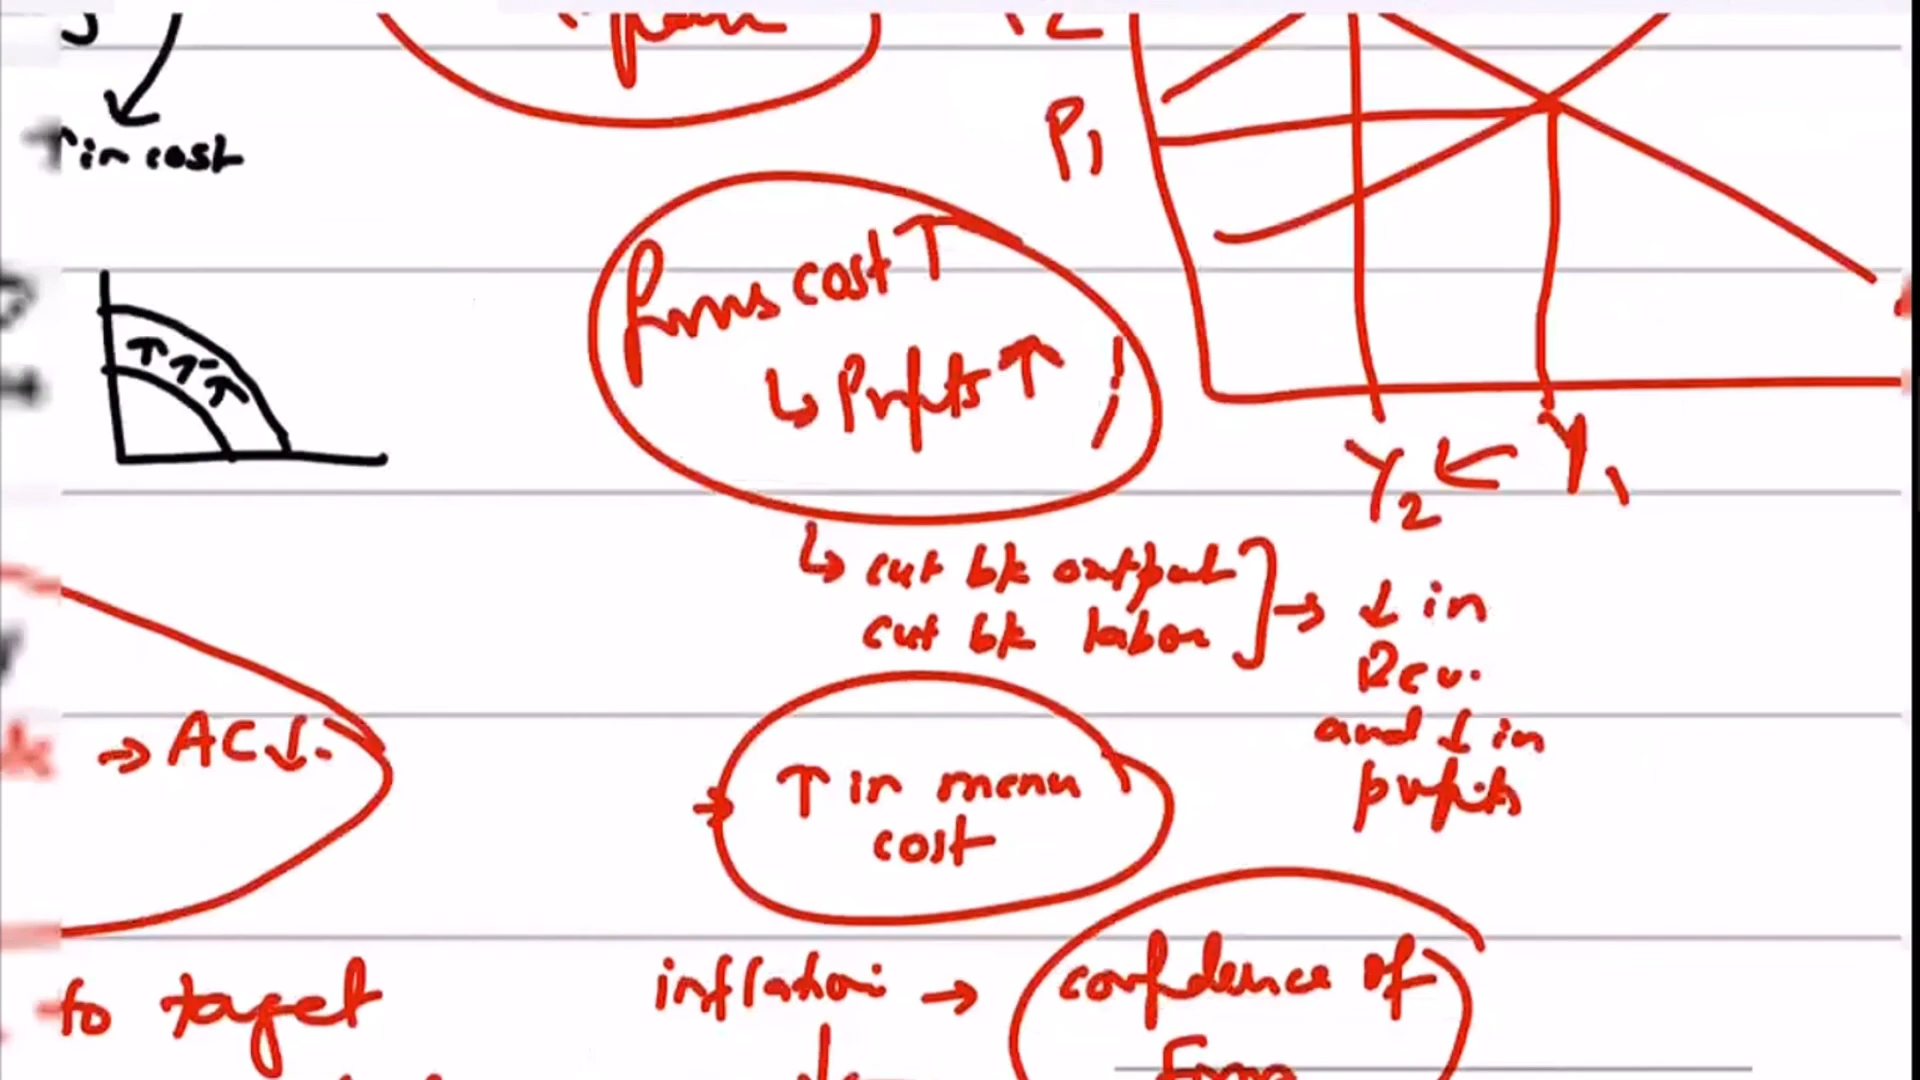 P1
↑ in cost
firms cost ↑
↳ Profits ↑
Y2 ← Y1
↳ cut bk output
cut bk labor
→ ↓ in
Rev.
and ↓ in
profits
→ AC↓.
→ ↑ in menu
cost
to target
inflation → confidence of